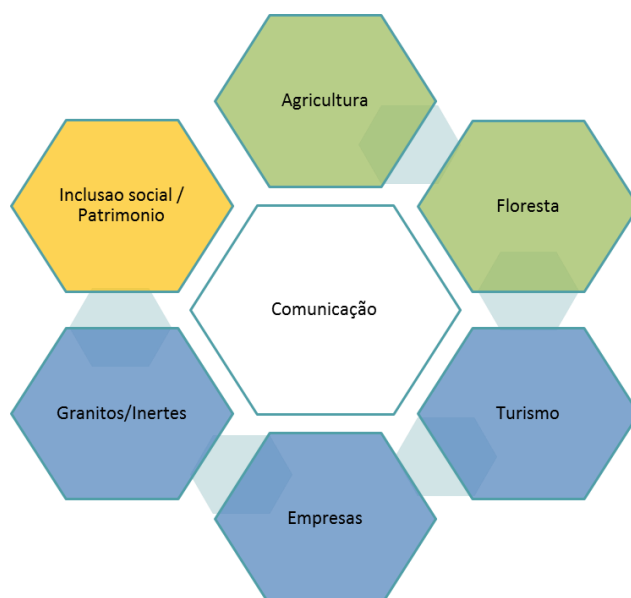 Agricultura
Inclusao social /
Patrimonio
Floresta
Comunicação
Granitos/Inertes
Turismo
Empresas